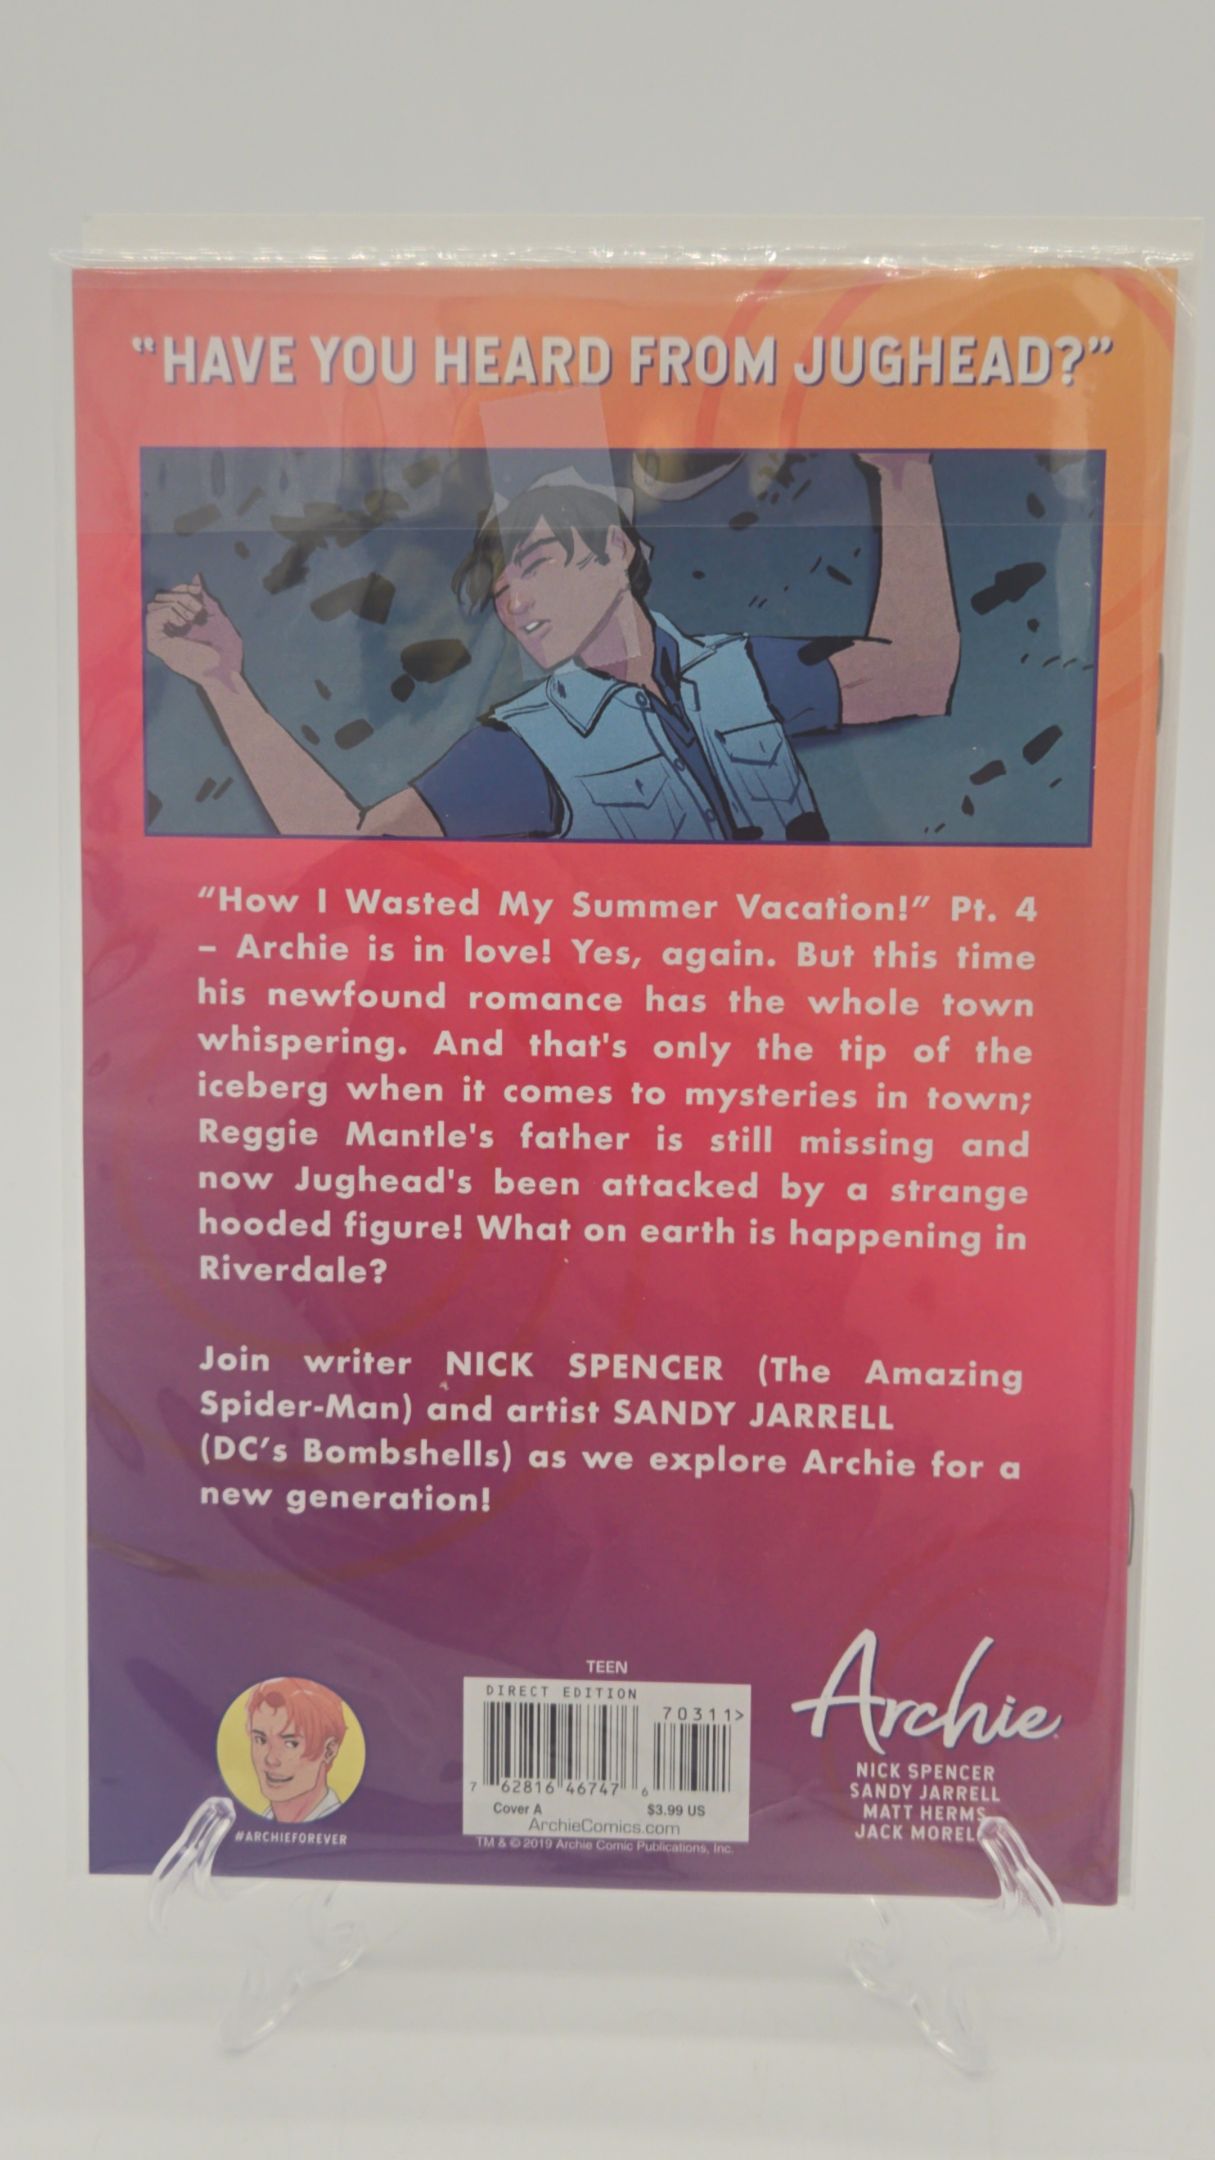 “HAVE YOU HEARD FROM JUGHEAD?”
“How I Wasted My Summer Vacation!” Pt. 4
– Archie is in love! Yes, again. But this time
his newfound romance has the whole town
whispering. And that's only the tip of the
iceberg when it comes to mysteries in town;
Reggie Mantle's father is still missing and
now Jughead's been attacked by a strange
hooded figure! What on earth is happening in
Riverdale?
Join writer NICK SPENCER (The Amazing
Spider-Man) and artist SANDY JARRELL
(DC’s Bombshells) as we explore Archie for a
new generation!
#ARCHIEFOREVER
TEEN
DIRECT EDITION
70311>
7 62816 46747 6
Cover A $3.99 US
ArchieComics.com
TM & © 2019 Archie Comic Publications, Inc.
Archie
NICK SPENCER
SANDY JARRELL
MATT HERMS
JACK